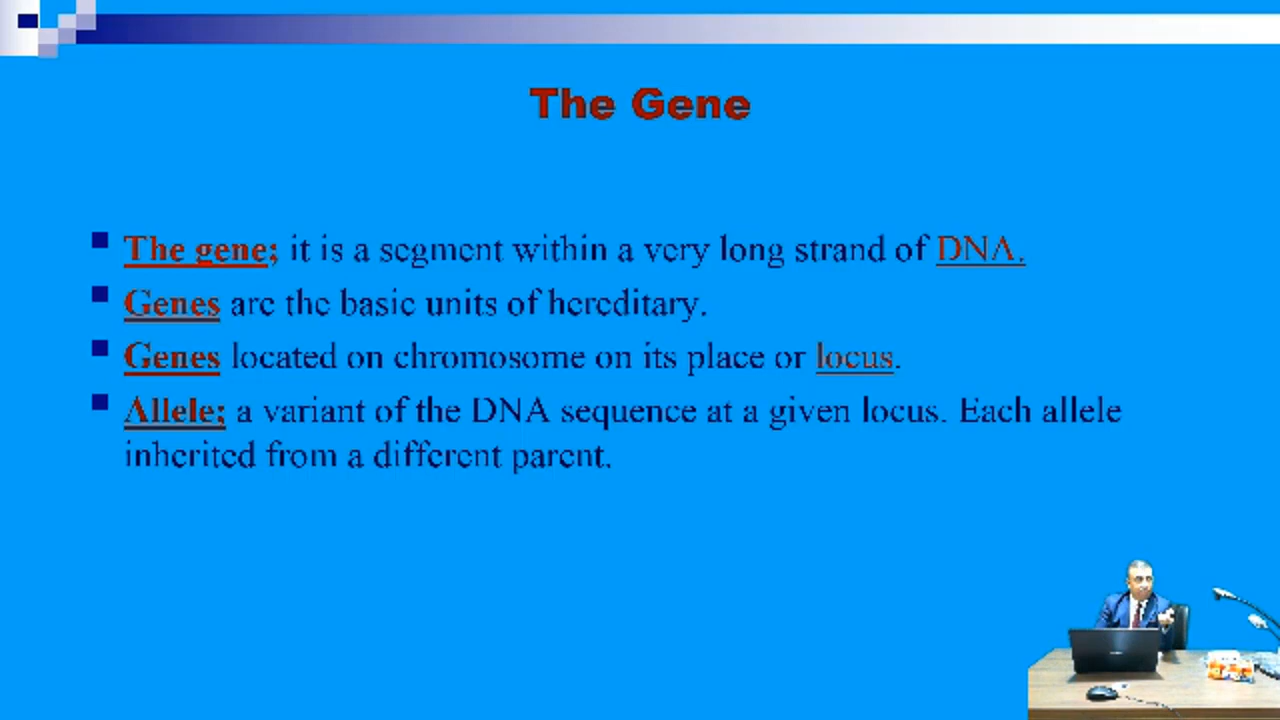 The Gene
The gene; it is a segment within a very long strand of DNA.
Genes are the basic units of hereditary.
Genes located on chromosome on its place or locus.
Allele; a variant of the DNA sequence at a given locus. Each allele
inherited from a different parent.